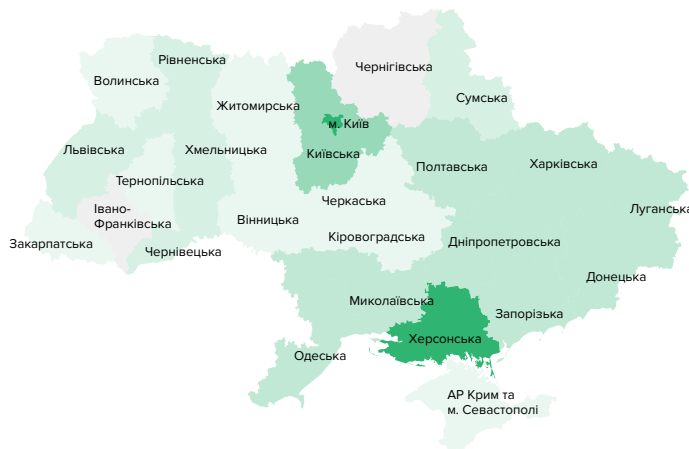 Рівненська
Чернігівська
Волинська
Сумська
Житомирська
м. Київ
Львівська
Хмельницька
Київська
Полтавська
Харківська
Тернопільська
Черкаська
Івано-
Франківська
Луганська
Вінницька
Кіровоградська
Дніпропетровська
Закарпатська
Чернівецька
Донецька
Миколаївська
Запорізька
Херсонська
Одеська
АР Крим та
м. Севастополі